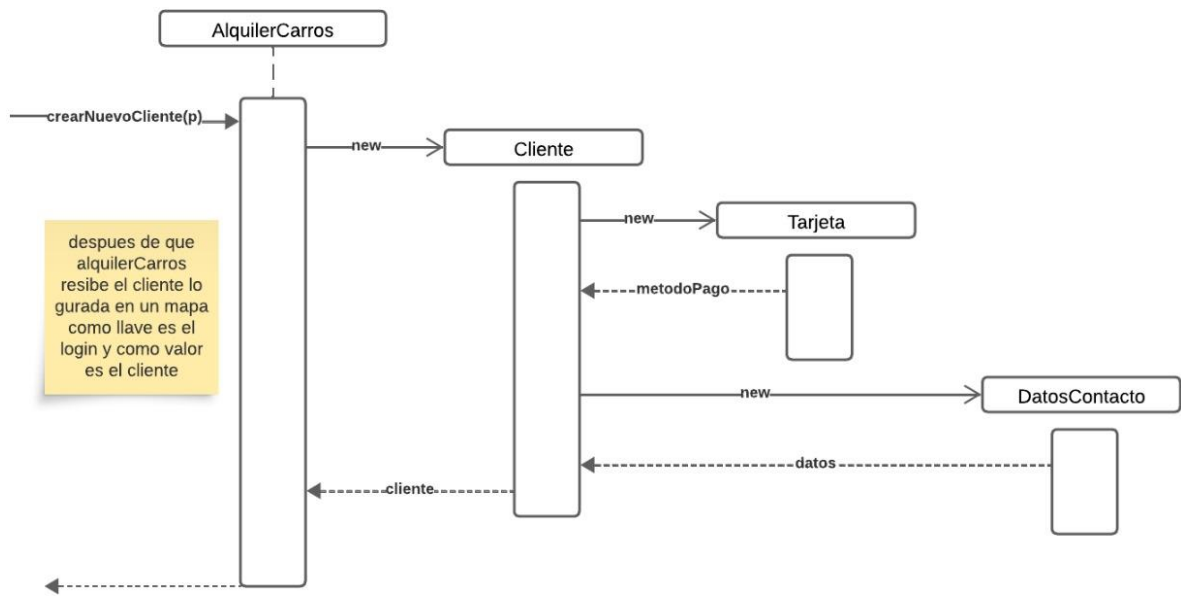 AlquilerCarros
crearNuevoCliente(p)
new
Cliente
new
Tarjeta
despues de que
alquilerCarros
resibe el cliente lo
gurada en un mapa
como llave es el
login y como valor
es el cliente
metodoPago
new
DatosContacto
datos
cliente